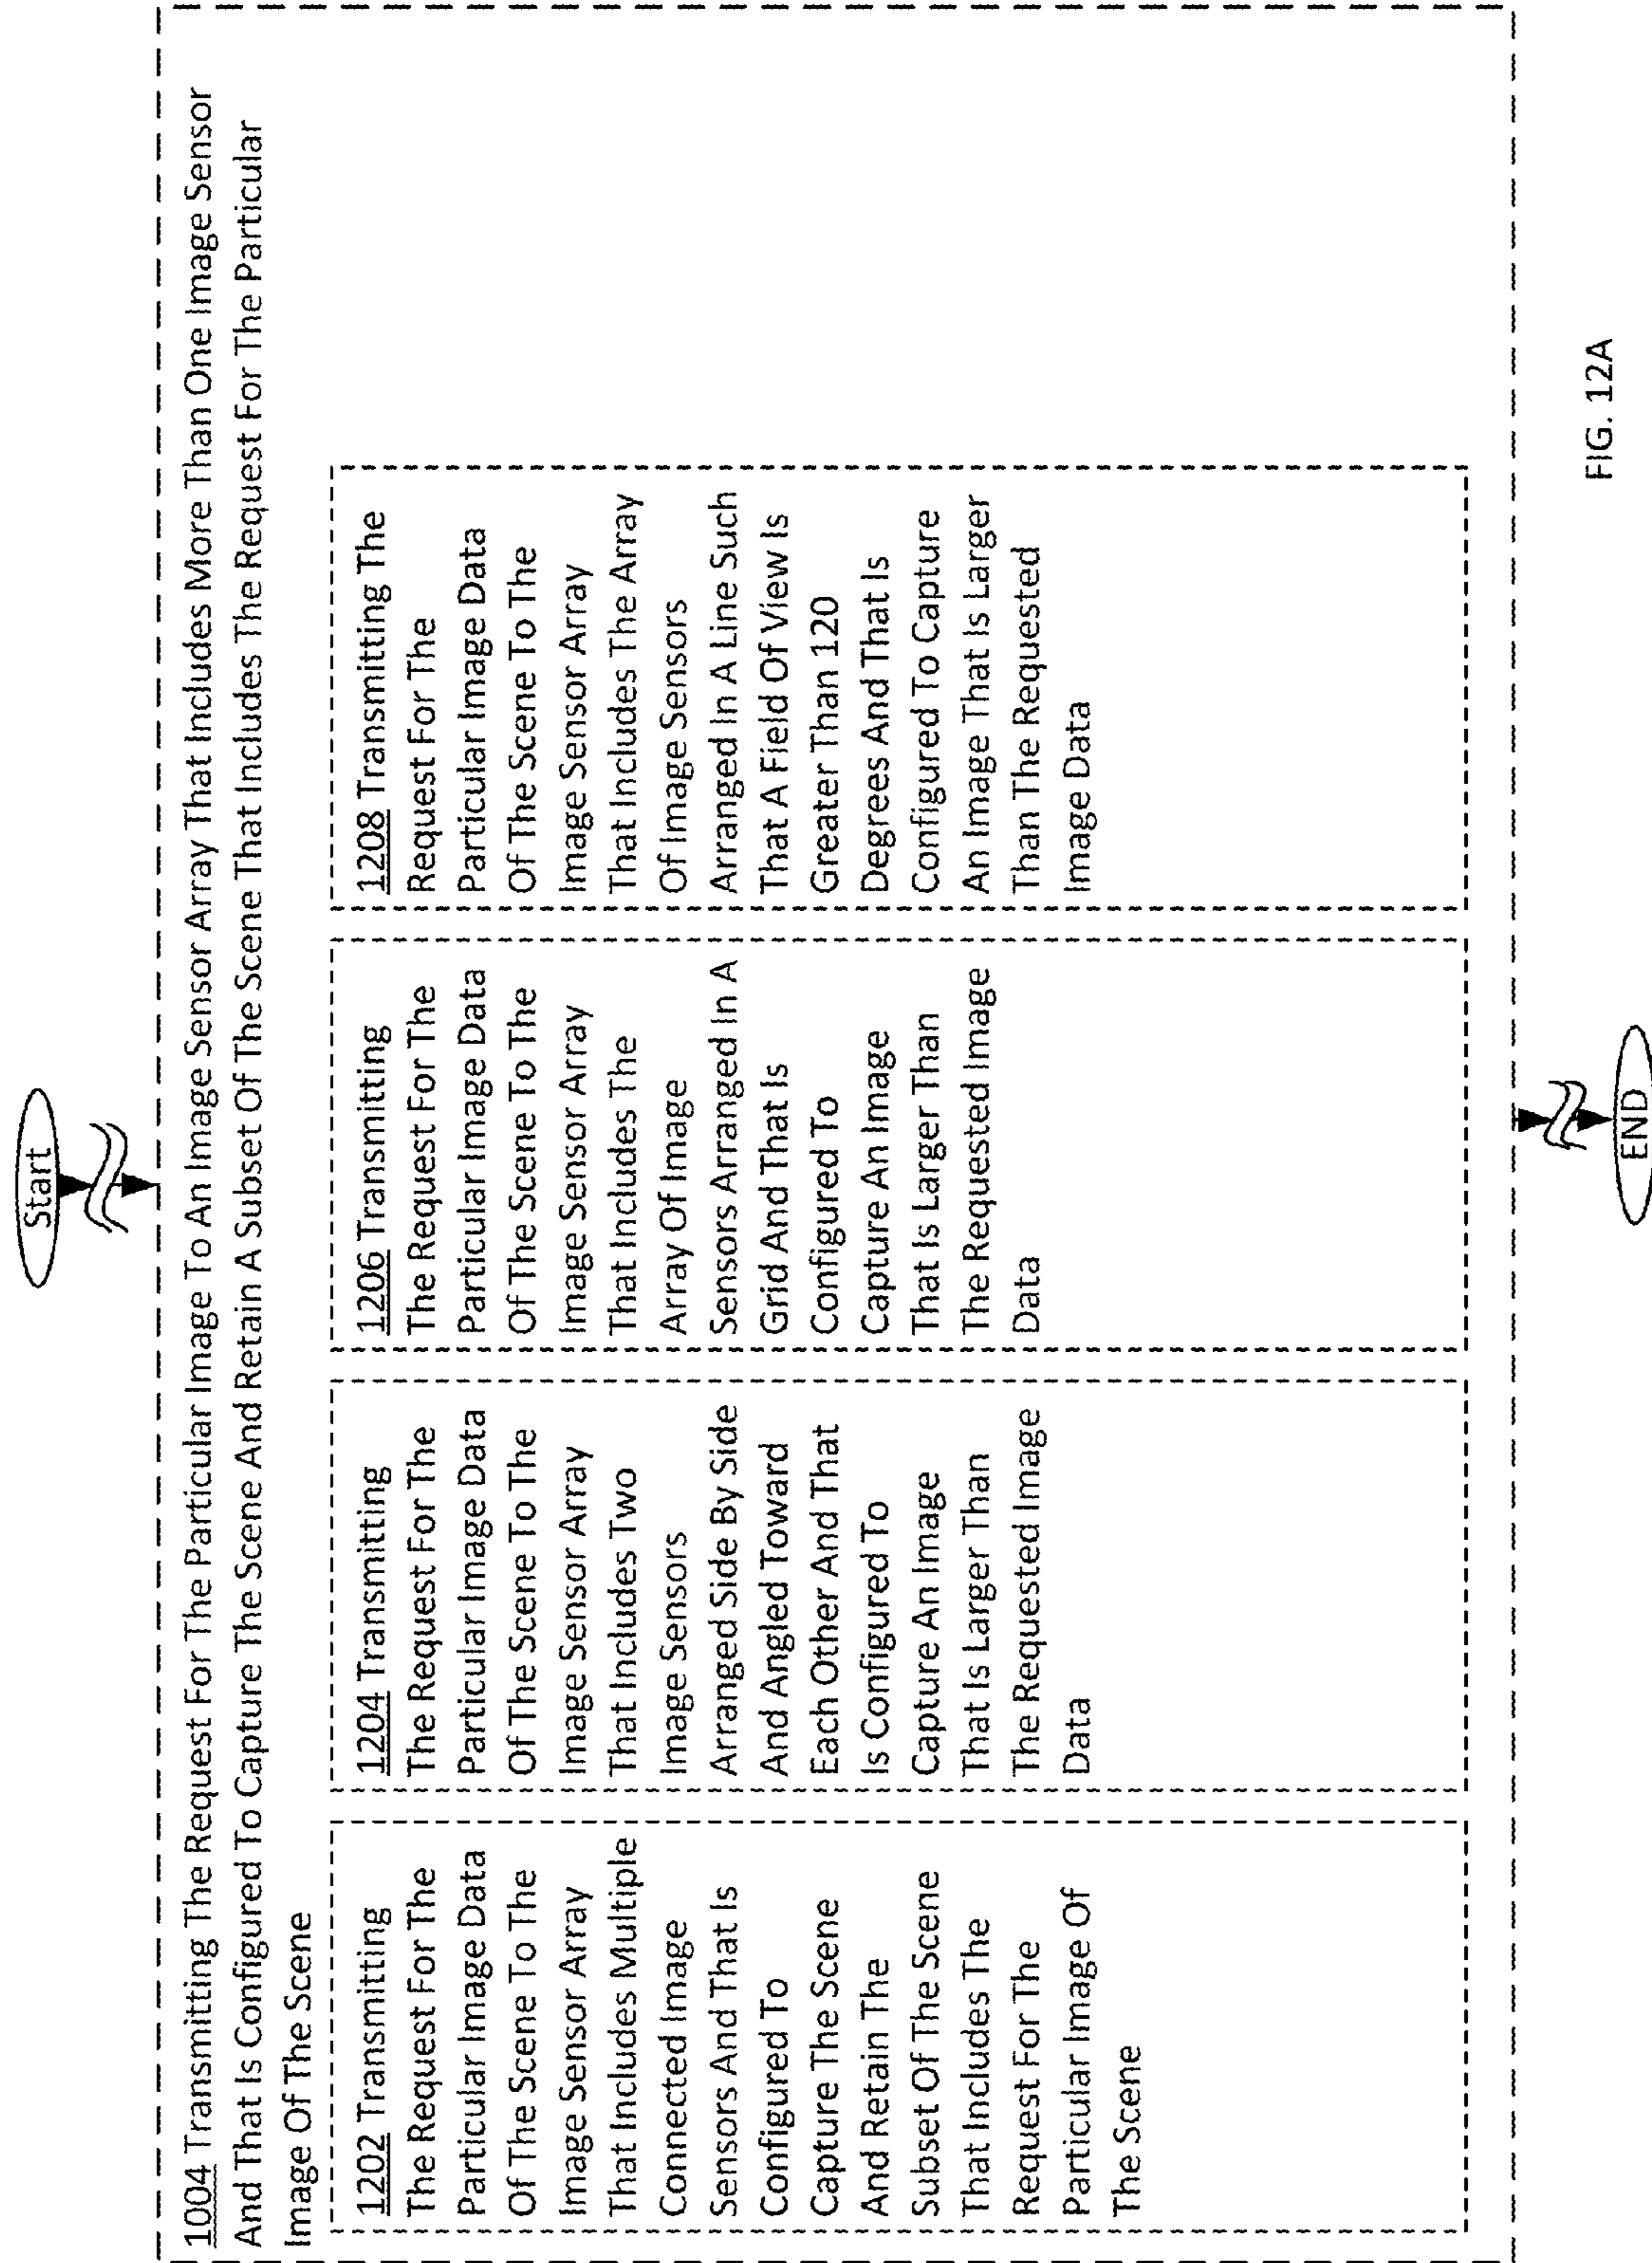 Start
1004 Transmitting The Request For The Particular Image To An Image Sensor Array That Includes More Than One Image Sensor
And That Is Configured To Capture The Scene And Retain A Subset Of The Scene That Includes The Request For The Particular
Image Of The Scene
1202 Transmitting
The Request For The
Particular Image Data
Of The Scene To The
Image Sensor Array
That Includes Multiple
Connected Image
Sensors And That Is
Configured To
Capture The Scene
And Retain The
Subset Of The Scene
That Includes The
Request For The
Particular Image Of
The Scene
1204 Transmitting
The Request For The
Particular Image Data
Of The Scene To The
Image Sensor Array
That Includes Two
Image Sensors
Arranged Side By Side
And Angled Toward
Each Other And That
Is Configured To
Capture An Image
That Is Larger Than
The Requested Image
Data
1206 Transmitting
The Request For The
Particular Image Data
Of The Scene To The
Image Sensor Array
That Includes The
Array Of Image
Sensors Arranged In A
Grid And That Is
Configured To
Capture An Image
That Is Larger Than
The Requested Image
Data
1208 Transmitting The
Request For The
Particular Image Data
Of The Scene To The
Image Sensor Array
That Includes The Array
Of Image Sensors
Arranged In A Line Such
That A Field Of View Is
Greater Than 120
Degrees And That Is
Configured To Capture
An Image That Is Larger
Than The Requested
Image Data
END
FIG. 12A